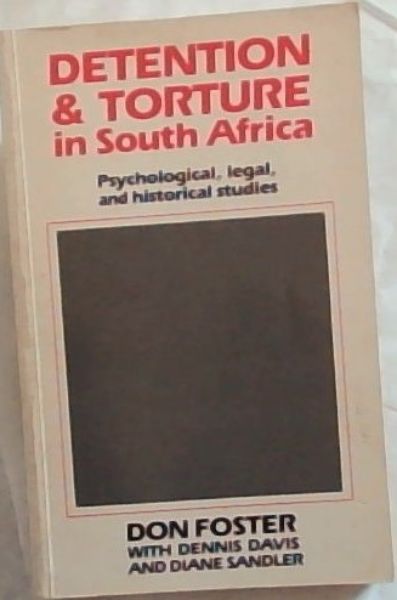 DETENTION
& TORTURE
in South Africa
Psychological, legal,
and historical studies
DON FOSTER
WITH DENNIS DAVIS
AND DIANE SANDLER